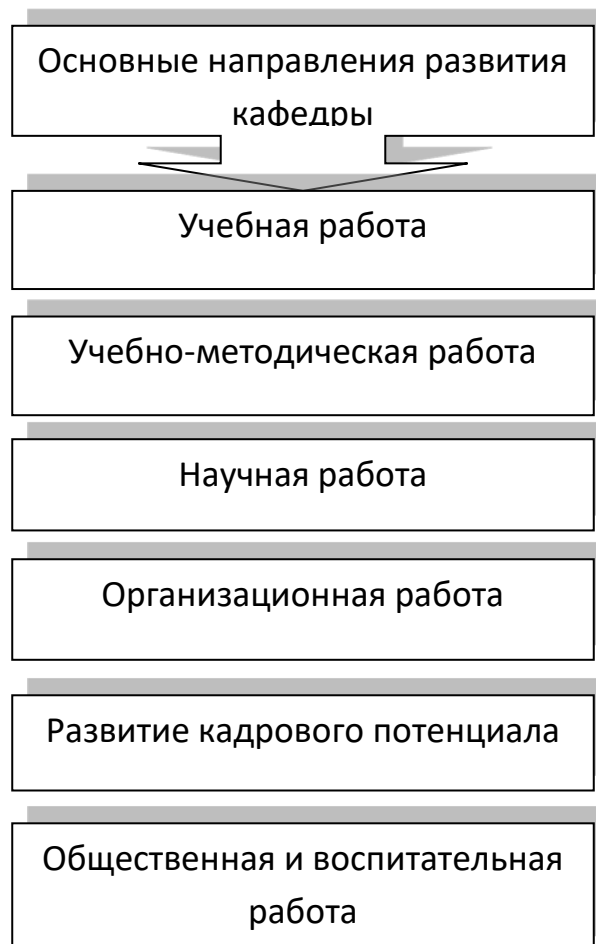 Основные направления развития
кафедры
Учебная работа
Учебно-методическая работа
Научная работа
Организационная работа
Развитие кадрового потенциала
Общественная и воспитательная
работа